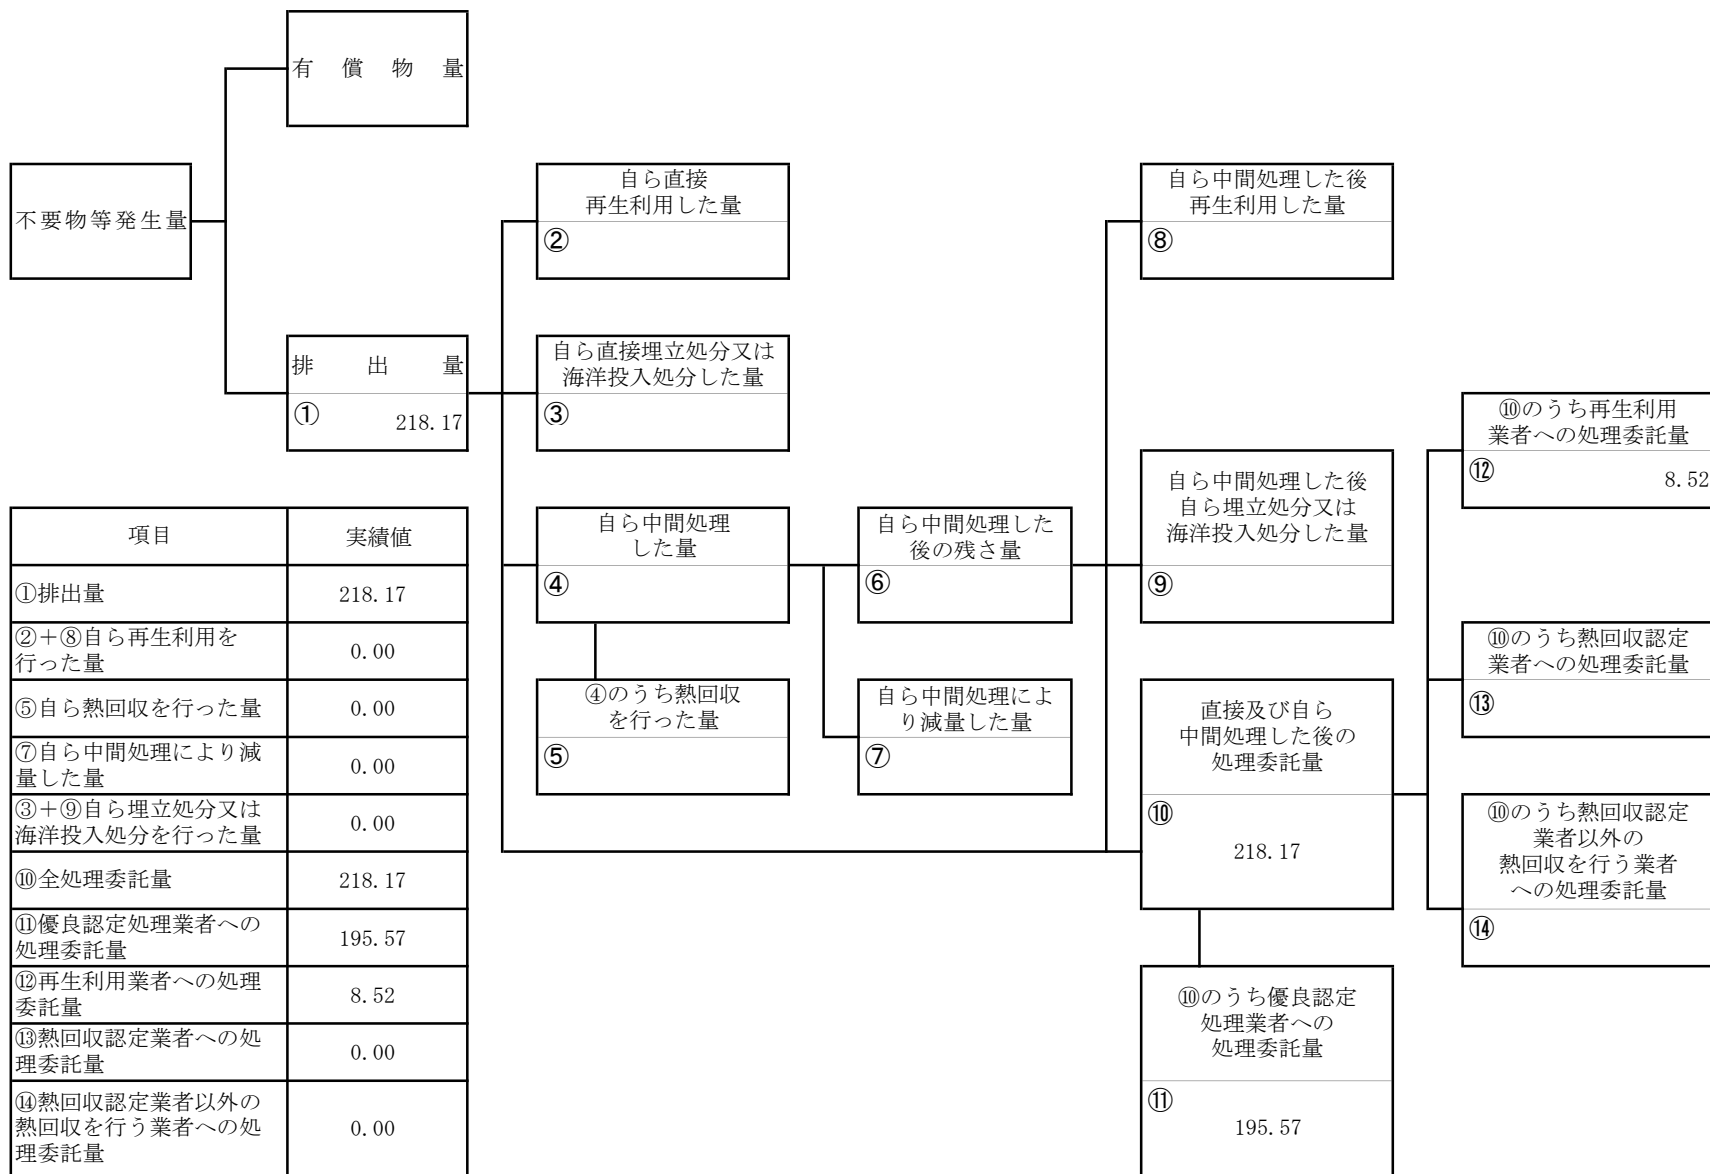 有償物量
不要物等発生量
排出量
①
218.17
自ら直接
再生利用した量
②
自ら直接埋立処分又は
海洋投入処分した量
③
自ら中間処理
した量
④
④のうち熱回収
を行った量
⑤
自ら中間処理した
後の残さ量
⑥
自ら中間処理によ
り減量した量
⑦
自ら中間処理した後
再生利用した量
⑧
自ら中間処理した後
自ら埋立処分又は
海洋投入処分した量
⑨
直接及び自ら
中間処理した後の
処理委託量
⑩
218.17
⑩のうち優良認定
処理業者への
処理委託量
⑪
195.57
⑩のうち再生利用
業者への処理委託量
⑫
8.52
⑩のうち熱回収認定
業者への処理委託量
⑬
⑩のうち熱回収認定
業者以外の
熱回収を行う業者
への処理委託量
⑭
項目 実績値
①排出量 218.17
②+⑧自ら再生利用を
行った量 0.00
⑤自ら熱回収を行った量 0.00
⑦自ら中間処理により減
量した量 0.00
③+⑨自ら埋立処分又は
海洋投入処分を行った量 0.00
⑩全処理委託量 218.17
⑪優良認定処理業者への
処理委託量 195.57
⑫再生利用業者への処理
委託量 8.52
⑬熱回収認定業者への処
理委託量 0.00
⑭熱回収認定業者以外の
熱回収を行う業者への処
理委託量 0.00